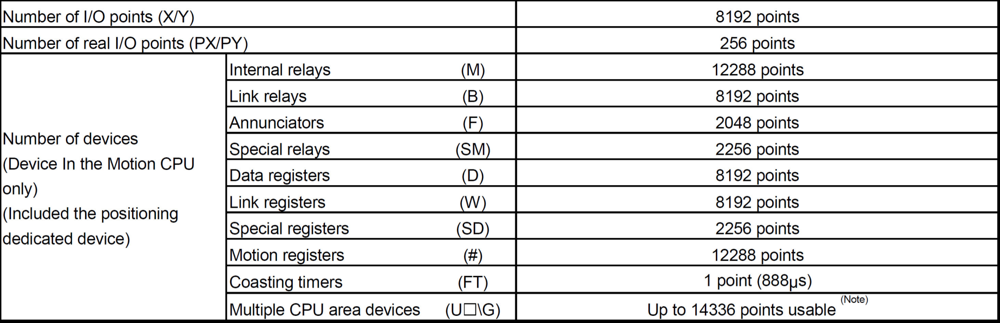 Number of I/O points (X/Y) 8192 points
Number of real I/O points (PX/PY) 256 points
Number of devices
(Device In the Motion CPU
only)
(Included the positioning
dedicated device)
Internal relays (M) 12288 points
Link relays (B) 8192 points
Annunciators (F) 2048 points
Special relays (SM) 2256 points
Data registers (D) 8192 points
Link registers (W) 8192 points
Special registers (SD) 2256 points
Motion registers (#) 12288 points
Coasting timers (FT) 1 point (888μs)
Multiple CPU area devices (U□\G) Up to 14336 points usable (Note)